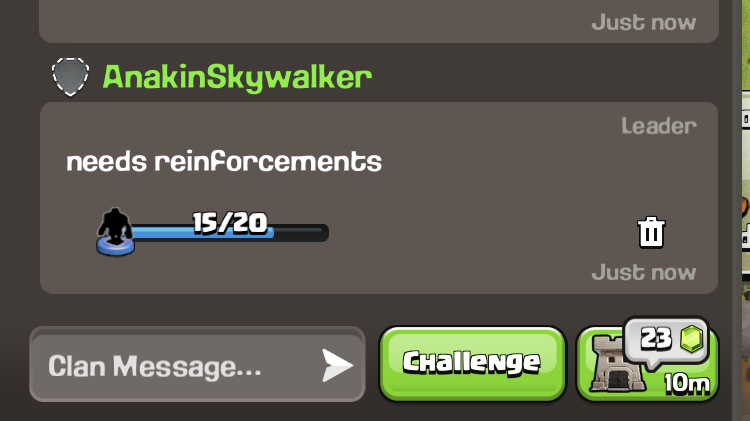 Just now
AnakinSkywalker
Leader
needs reinforcements
15/20
Just now
Clan Message...
Challenge
23
10m